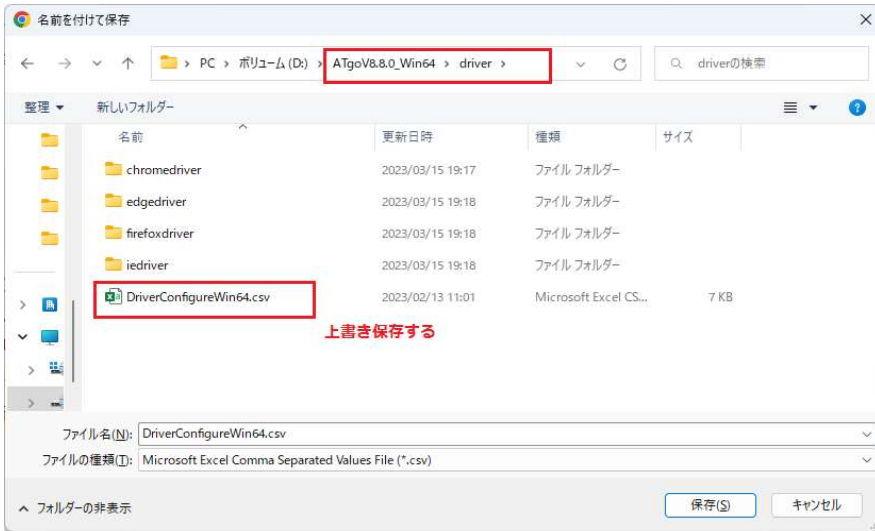 名前を付けて保存
PC › ボリューム (D:) › ATgoV8.8.0_Win64 › driver ›
driverの検索
整理 新しいフォルダー
名前 更新日時 種類 サイズ
chromedriver 2023/03/15 19:17 ファイル フォルダー
edgedriver 2023/03/15 19:18 ファイル フォルダー
firefoxdriver 2023/03/15 19:18 ファイル フォルダー
iedriver 2023/03/15 19:18 ファイル フォルダー
DriverConfigureWin64.csv 2023/02/13 11:01 Microsoft Excel CS... 7 KB
上書き保存する
ファイル名(N): DriverConfigureWin64.csv
ファイルの種類(T): Microsoft Excel Comma Separated Values File (*.csv)
フォルダーの非表示 保存(S) キャンセル